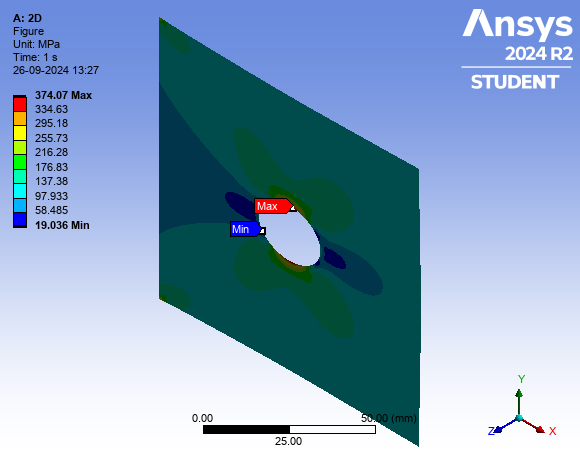 A: 2D
Figure
Unit: MPa
Time: 1 s
26-09-2024 13:27
374.07 Max
334.63
295.18
255.73
216.28
176.83
137.38
97.933
58.485
19.036 Min
Ansys
2024 R2
STUDENT
Max
Min
0.00
50.00 (mm)
25.00
Y
Z
X